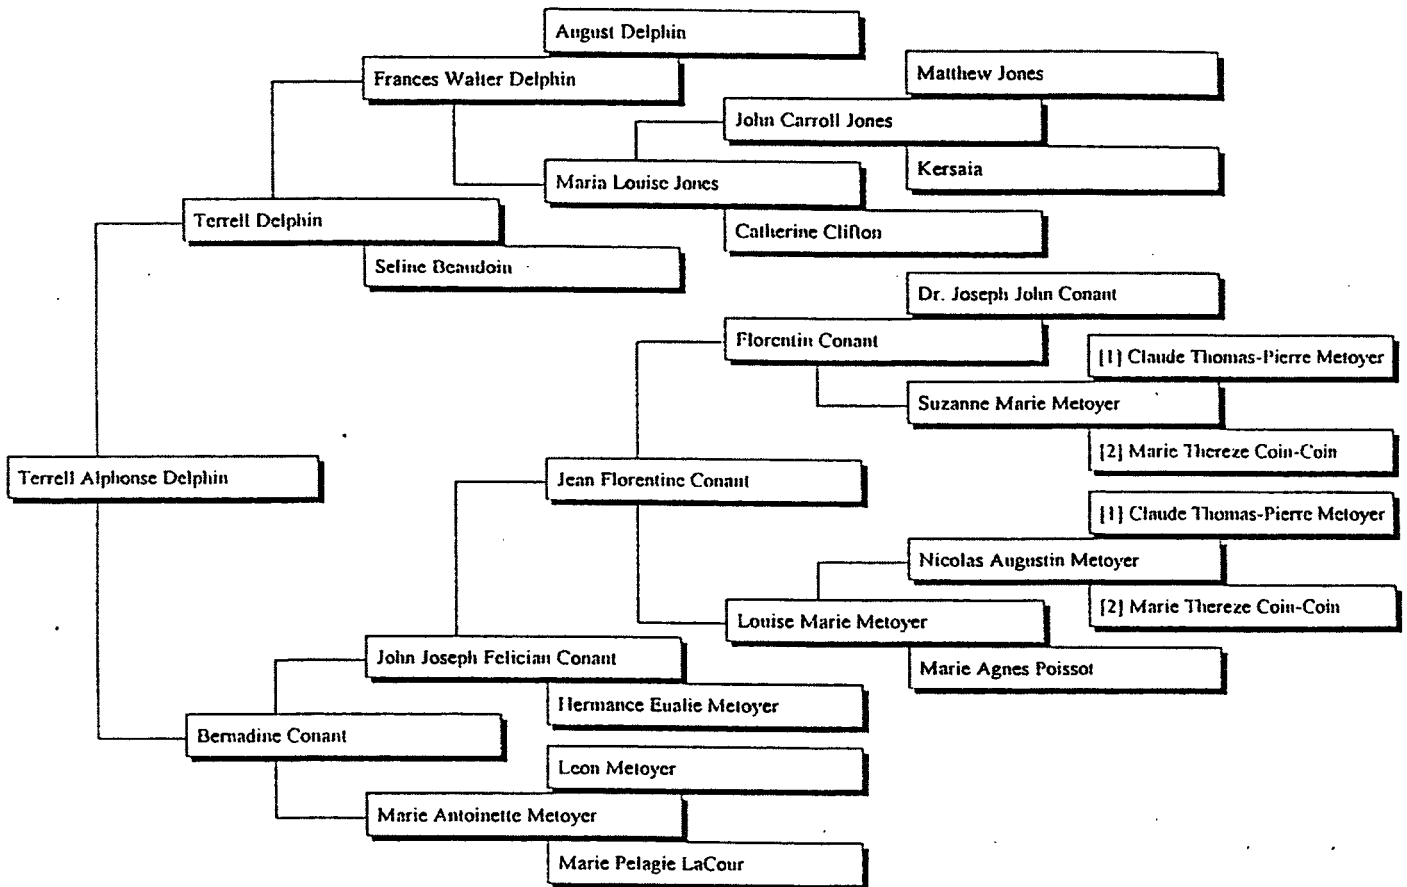 August Delphin
Frances Walter Delphin
Matthew Jones
John Carroll Jones
Kersaia
Maria Louise Jones
Terrell Delphin
Catherine Clifton
Seline Beaudoin
Dr. Joseph John Conant
Florentin Conant
[1] Claude Thomas-Pierre Metoyer
Suzanne Marie Metoyer
[2] Marie Thereze Coin-Coin
Terrell Alphonse Delphin
Jean Florentine Conant
[1] Claude Thomas-Pierre Metoyer
Nicolas Augustin Metoyer
[2] Marie Thereze Coin-Coin
Louise Marie Metoyer
John Joseph Felician Conant
Marie Agnes Poissot
Hermance Eualie Metoyer
Bernadine Conant
Leon Metoyer
Marie Antoinette Metoyer
Marie Pelagie LaCour